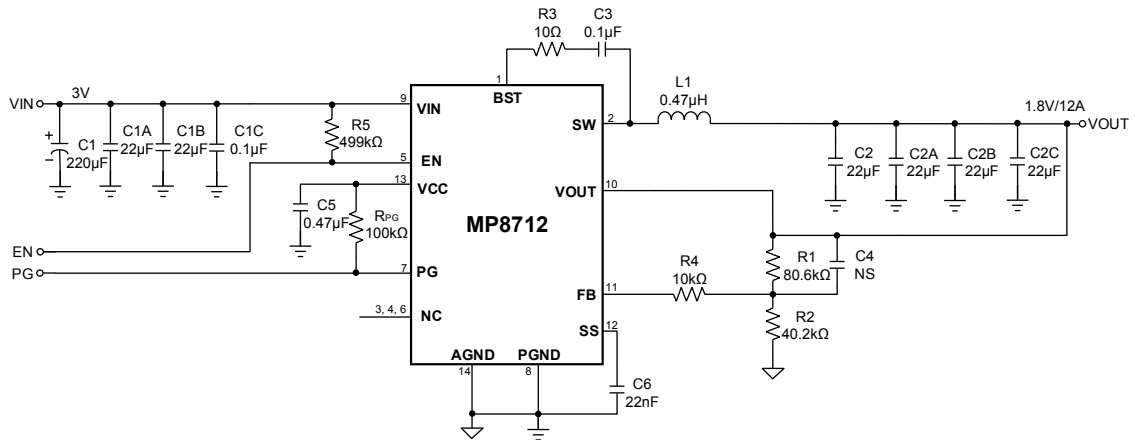 R3
10Ω
C3
0.1µF
1
BST
VIN
3V
9
VIN
L1
0.47µH
1.8V/12A
VOUT
SW
2
+
−
C1
220µF
C1A
22µF
C1B
22µF
C1C
0.1µF
R5
499kΩ
5
EN
C2
22µF
C2A
22µF
C2B
22µF
C2C
22µF
13
VCC
VOUT
10
C5
0.47µF
RPG
100kΩ
MP8712
EN
PG
7
PG
R4
10kΩ
R1
80.6kΩ
C4
NS
FB
11
3, 4, 6
NC
SS
12
R2
40.2kΩ
AGND
14
PGND
8
C6
22nF